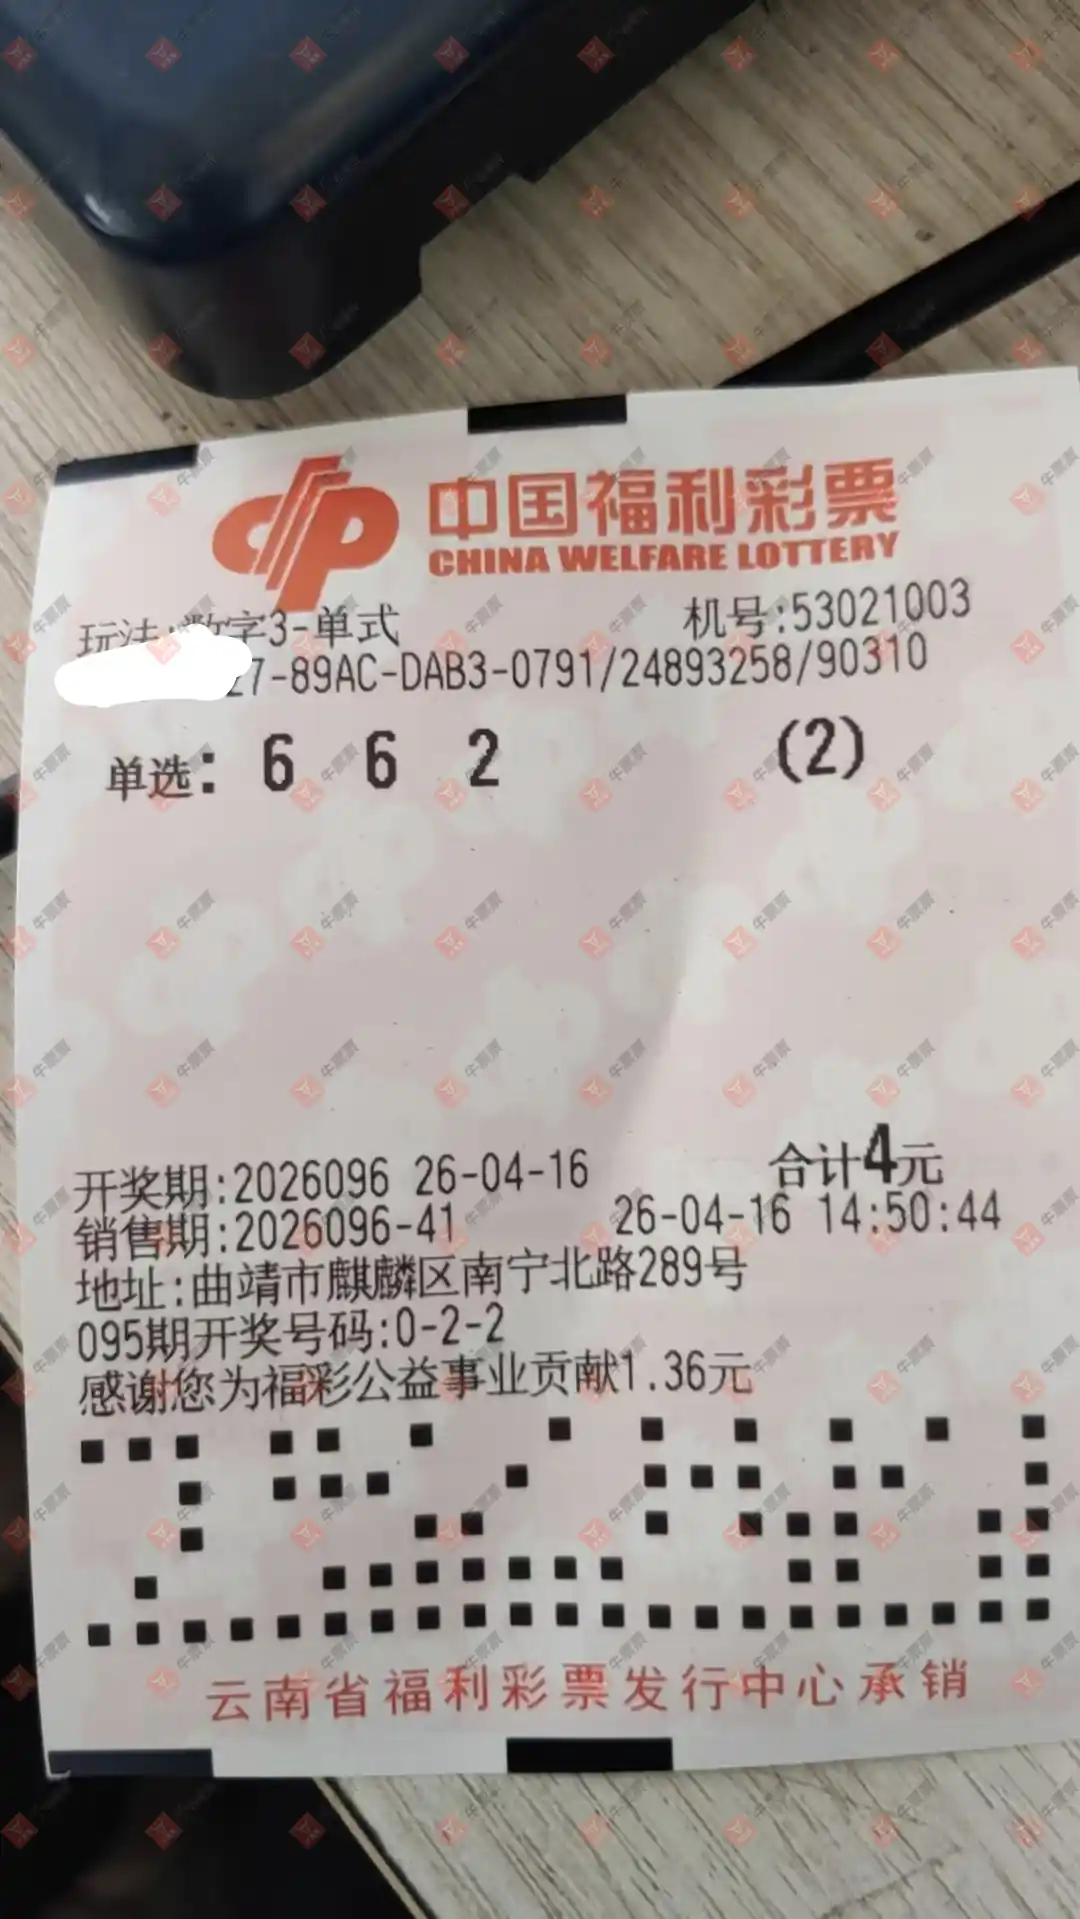 中国福利彩票
CHINA WELFARE LOTTERY
玩法:数字3-单式 机号:53021003
27-89AC-DAB3-0791/24893258/90310
单选: 6 6 2 (2)
开奖期:2026096 26-04-16 合计4元
销售期:2026096-41 26-04-16 14:50:44
地址:曲靖市麒麟区南宁北路289号
095期开奖号码:0-2-2
感谢您为福彩公益事业贡献1.36元
云南省福利彩票发行中心承销
牛票票